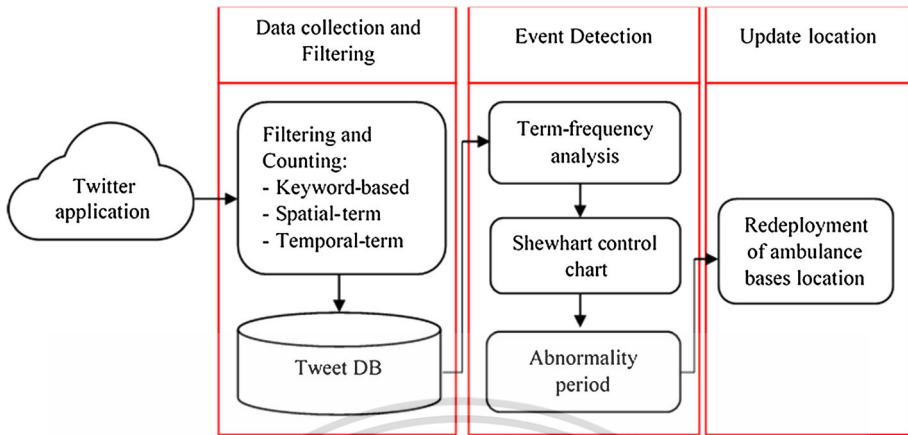 Data collection and
Filtering
Event Detection
Update location
Twitter
application
Filtering and
Counting:
- Keyword-based
- Spatial-term
- Temporal-term
Tweet DB
Term-frequency
analysis
Shewhart control
chart
Abnormality
period
Redeployment
of ambulance
bases location